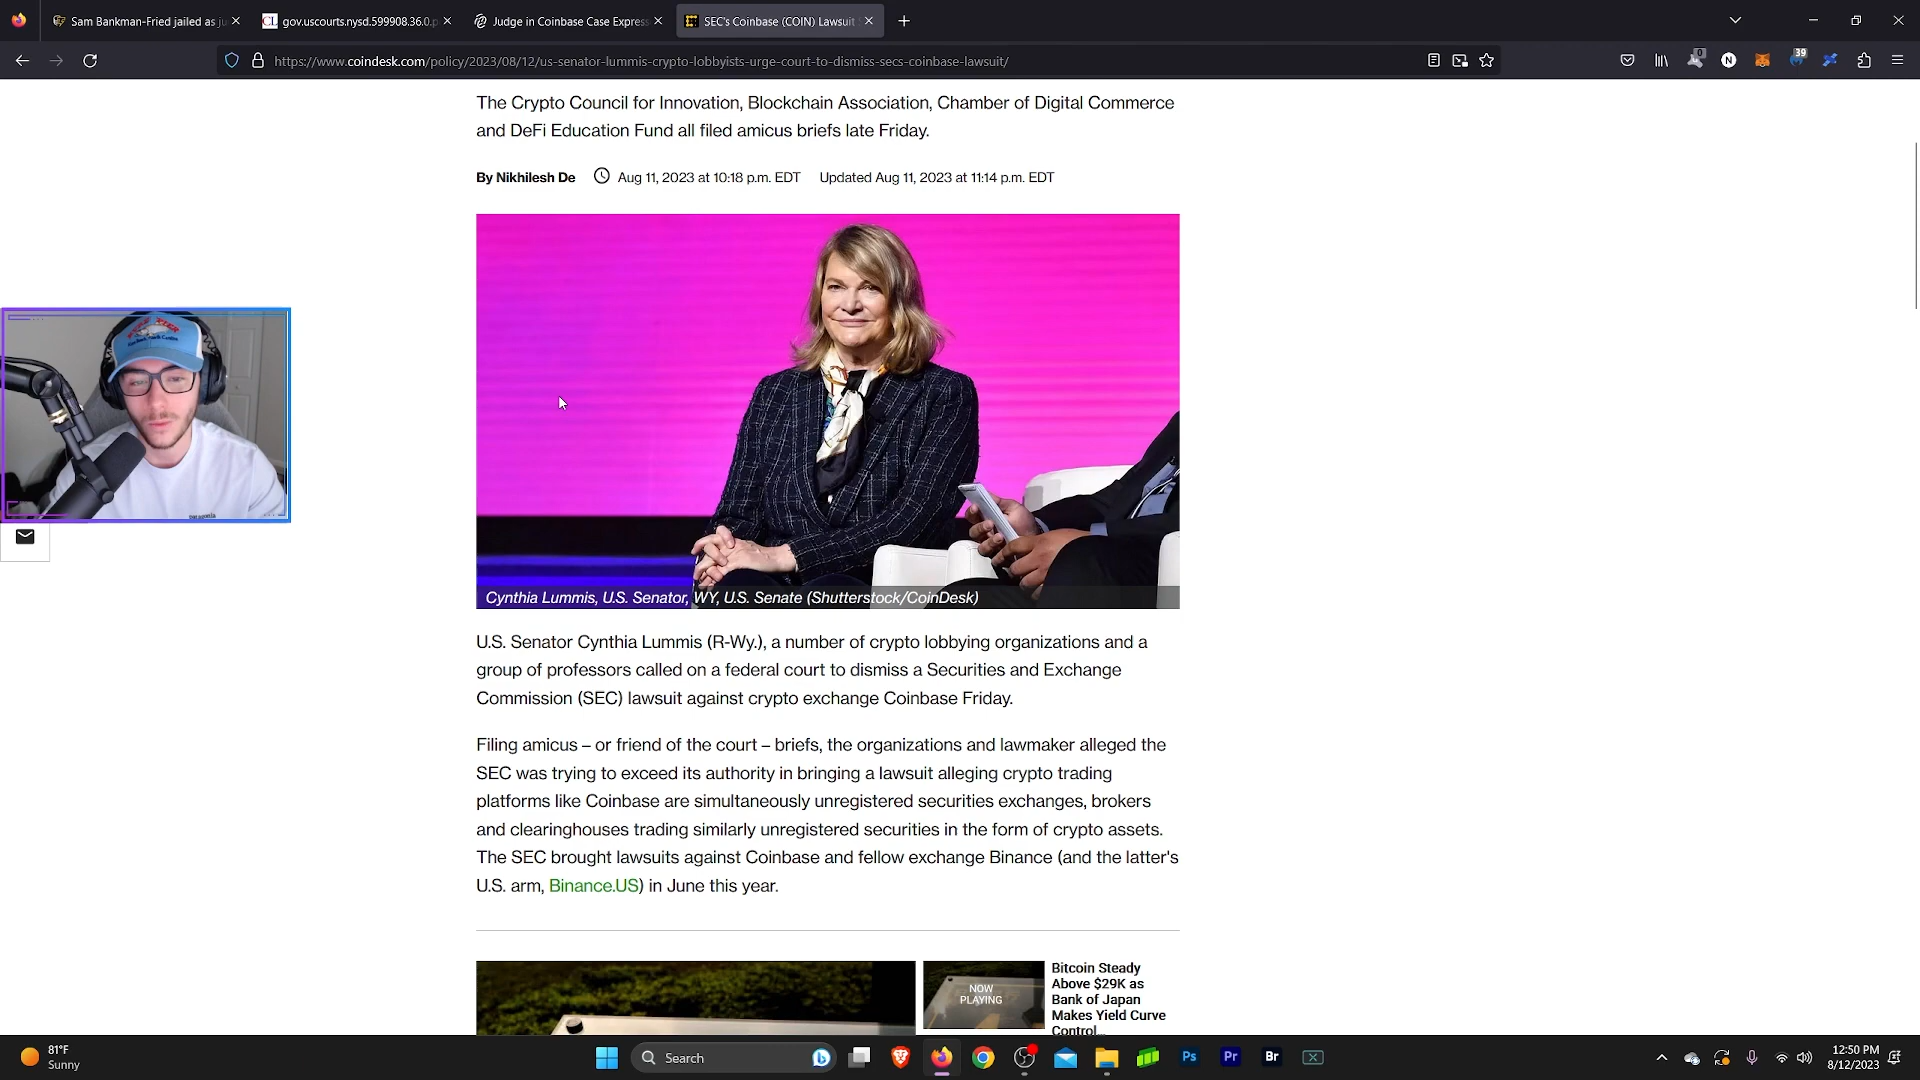 Sam Bankman-Fried jailed as ju
gov.uscourts.nysd.599908.36.0.p
Judge in Coinbase Case Express
SEC's Coinbase (COIN) Lawsuit
https://www.coindesk.com/policy/2023/08/12/us-senator-lummis-crypto-lobbyists-urge-court-to-dismiss-secs-coinbase-lawsuit/
0
N
39
The Crypto Council for Innovation, Blockchain Association, Chamber of Digital Commerce
and DeFi Education Fund all filed amicus briefs late Friday.
By Nikhilesh De
Aug 11, 2023 at 10:18 p.m. EDT
Updated Aug 11, 2023 at 11:14 p.m. EDT
Cynthia Lummis, U.S. Senator, WY, U.S. Senate (Shutterstock/CoinDesk)
U.S. Senator Cynthia Lummis (R-Wy.), a number of crypto lobbying organizations and a
group of professors called on a federal court to dismiss a Securities and Exchange
Commission (SEC) lawsuit against crypto exchange Coinbase Friday.
Filing amicus – or friend of the court – briefs, the organizations and lawmaker alleged the
SEC was trying to exceed its authority in bringing a lawsuit alleging crypto trading
platforms like Coinbase are simultaneously unregistered securities exchanges, brokers
and clearinghouses trading similarly unregistered securities in the form of crypto assets.
The SEC brought lawsuits against Coinbase and fellow exchange Binance (and the latter's
U.S. arm, Binance.US) in June this year.
NOW
PLAYING
Bitcoin Steady
Above $29K as
Bank of Japan
Makes Yield Curve
Control...
81°F
Sunny
Search
Ps
Pr
Br
12:50 PM
8/12/2023